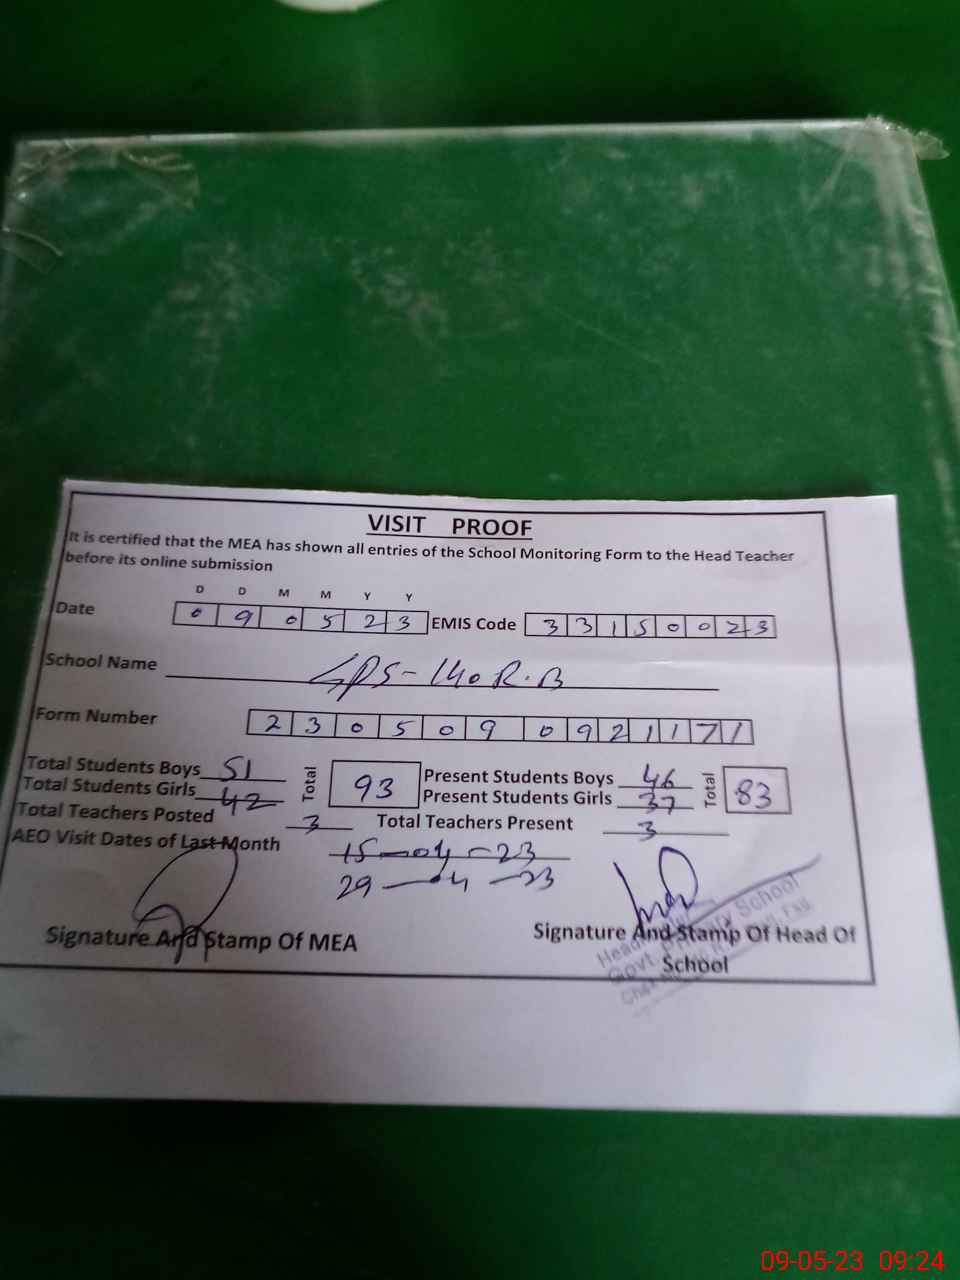 VISIT PROOF
It is certified that the MEA has shown all entries of the School Monitoring Form to the Head Teacher
before its online submission
D D M M Y Y
Date 0 9 0 5 2 3 EMIS Code 3 3 1 5 0 0 2 3
School Name GPS-140 R.B
Form Number 2 3 0 5 0 9 0 9 2 1 1 7 1
Total Students Boys 51 Total 93 Present Students Boys 46 Total 83
Total Students Girls 42 Present Students Girls 37
Total Teachers Posted 3 Total Teachers Present 3
AEO Visit Dates of Last Month 15-04-23
29-04-23
Signature And Stamp Of MEA
Signature And Stamp Of Head Of
School
Govt Primary School
09-05-23 09:24